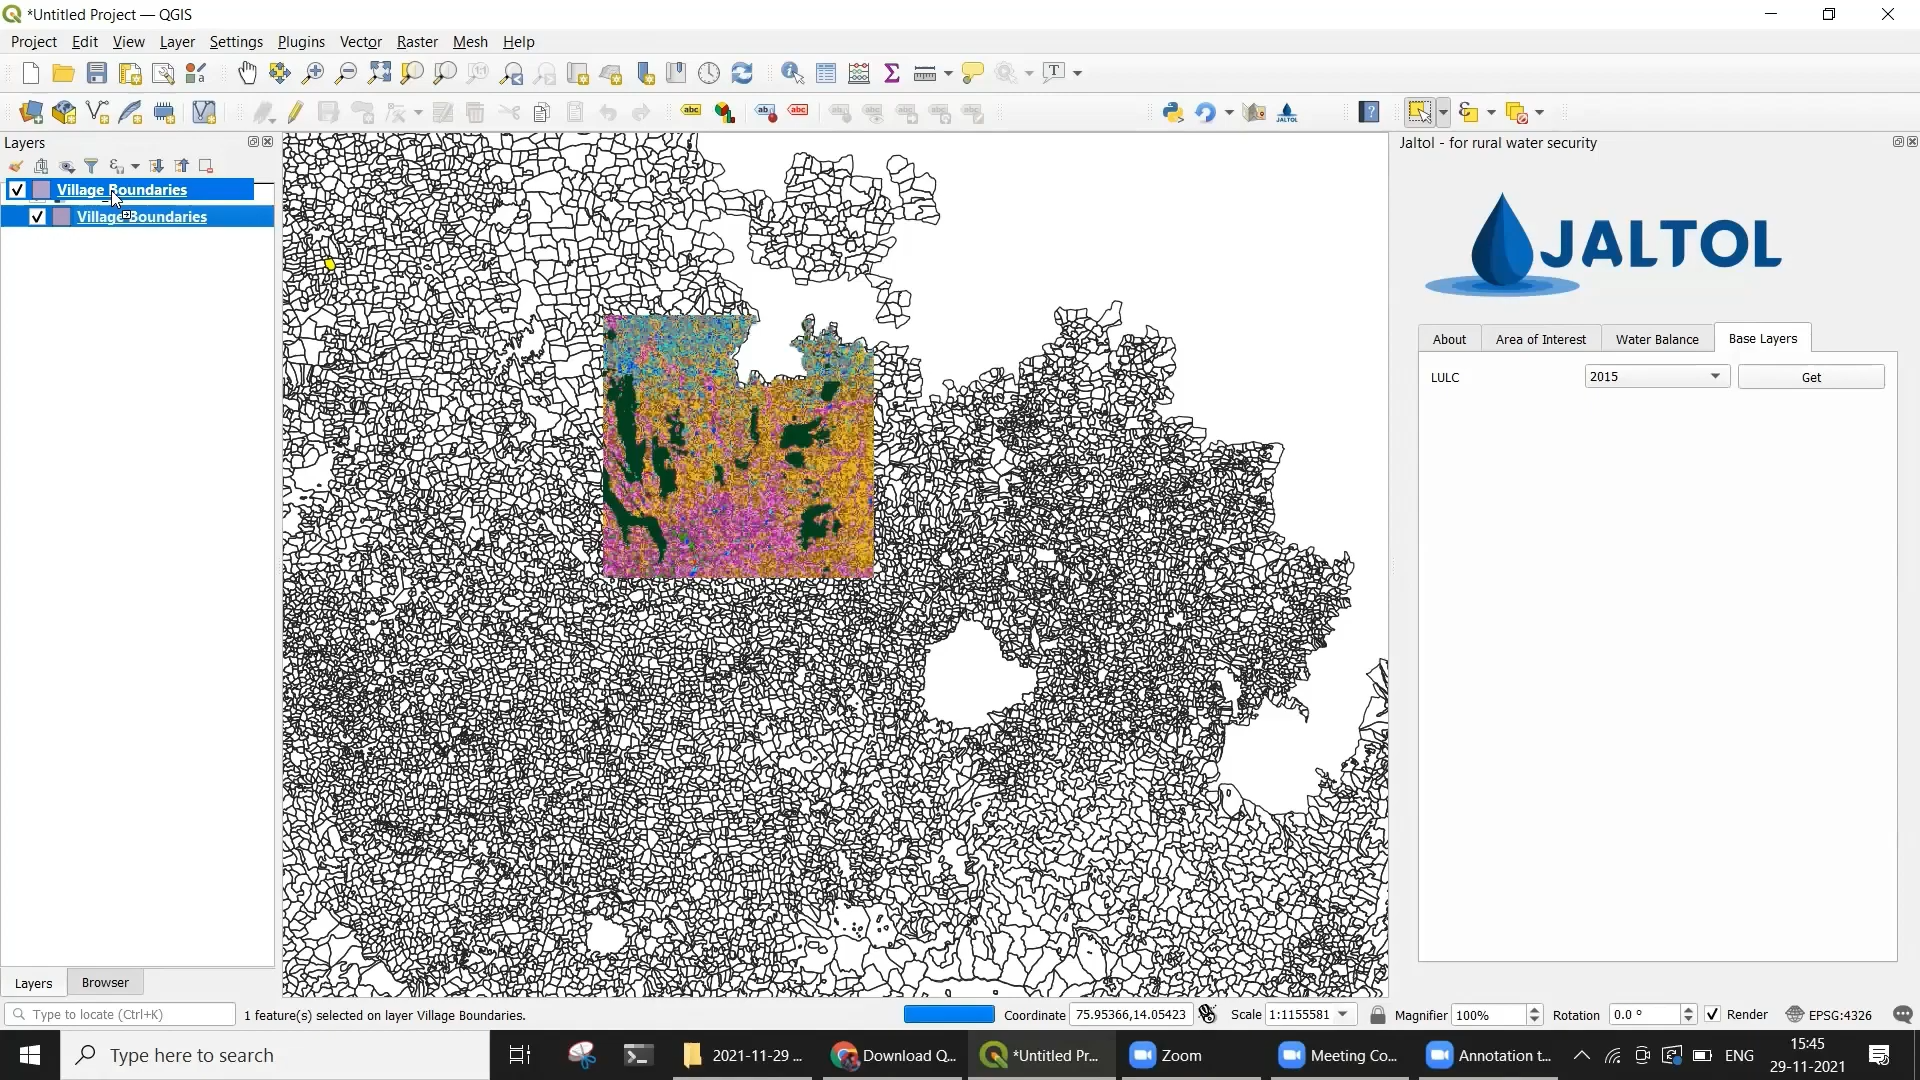 *Untitled Project — QGIS
Project Edit View Layer Settings Plugins Vector Raster Mesh Help
Layers
Jaltol - for rural water security
Village Boundaries
Village Boundaries
JALTOL
About Area of Interest Water Balance Base Layers
LULC 2015 Get
Layers Browser
Type to locate (Ctrl+K) 1 feature(s) selected on layer Village Boundaries. Coordinate 75.95366,14.05423 Scale 1:1155581 Magnifier 100% Rotation 0.0 ° Render EPSG:4326
Type here to search 2021-11-29 ... Download Q... *Untitled Pr... Zoom Meeting Co... Annotation t... ENG 15:45
29-11-2021